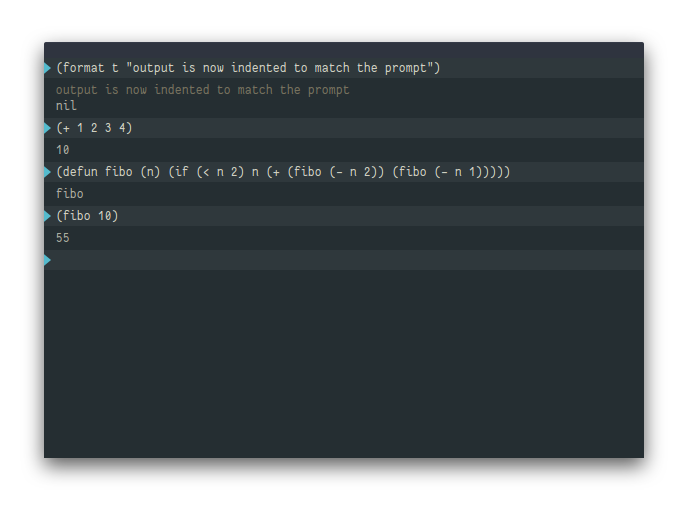 (format t "output is now indented to match the prompt")
output is now indented to match the prompt
nil
(+ 1 2 3 4)
10
(defun fibo (n) (if (< n 2) n (+ (fibo (- n 2)) (fibo (- n 1)))))
fibo
(fibo 10)
55